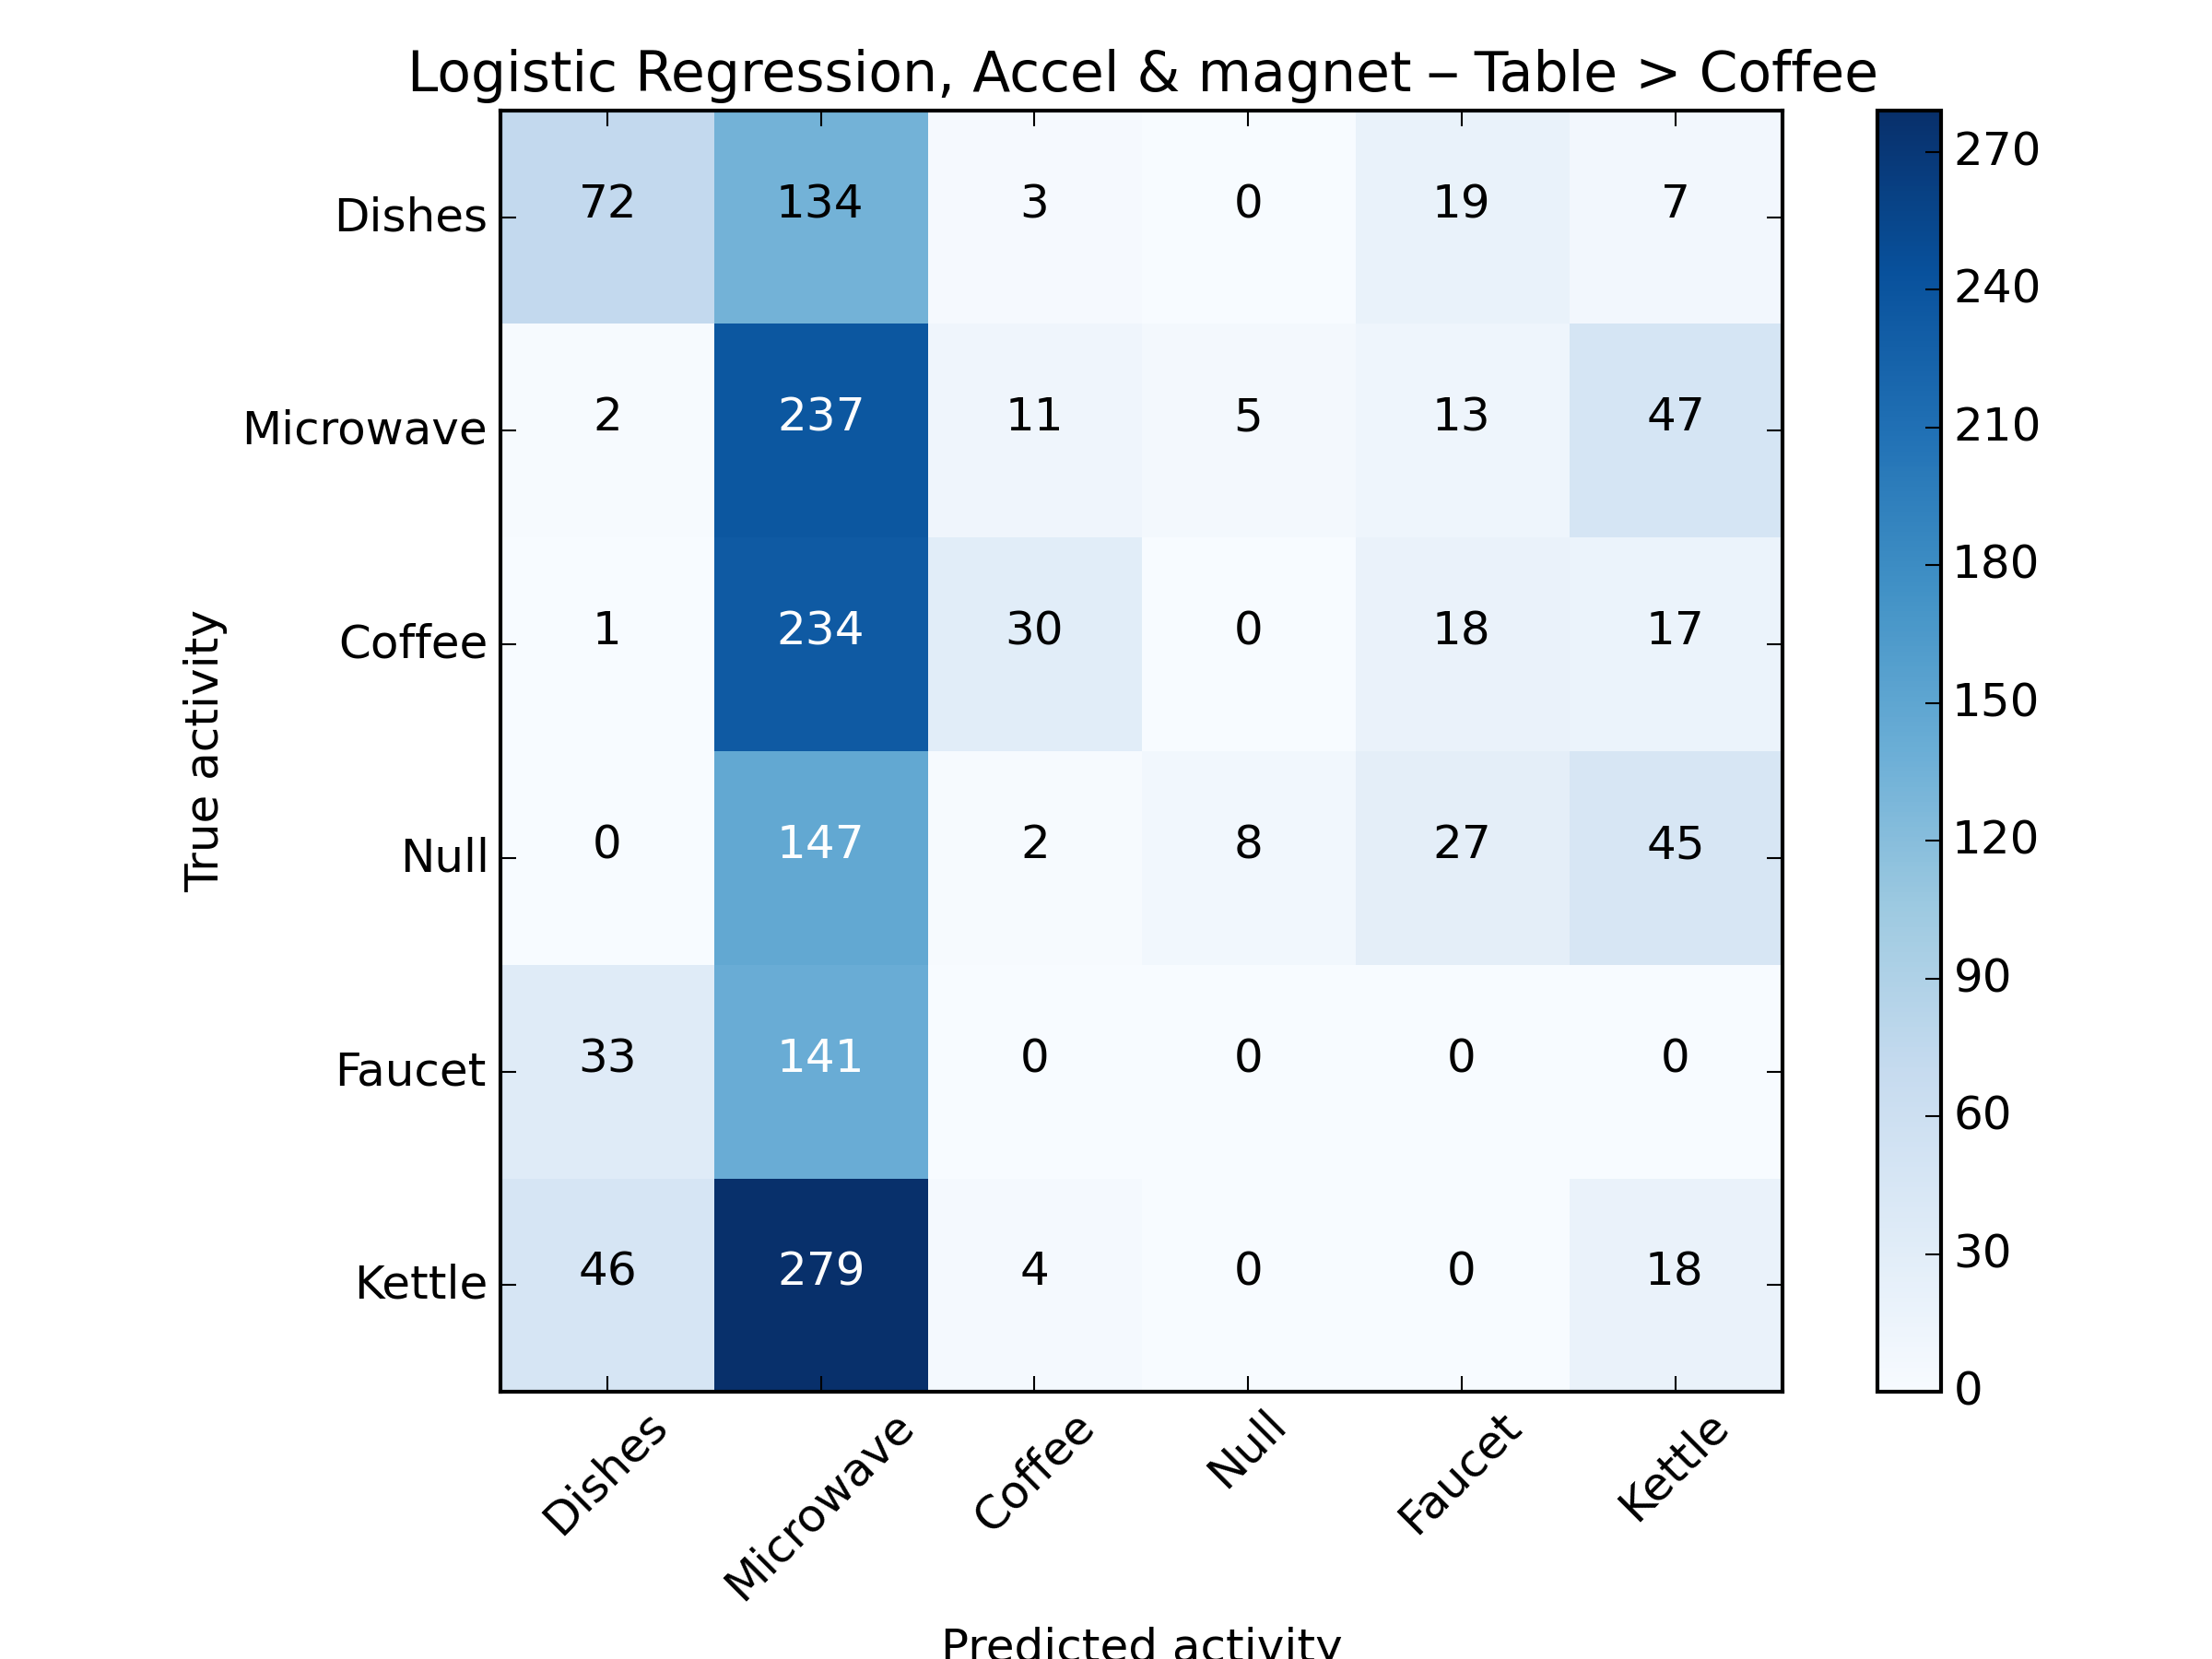 Logistic Regression, Accel & magnet – Table > Coffee
Dishes 72 134 3 0 19 7
Microwave 2 237 11 5 13 47
Coffee 1 234 30 0 18 17
Null 0 147 2 8 27 45
Faucet 33 141 0 0 0 0
Kettle 46 279 4 0 0 18
True activity
Dishes Microwave Coffee Null Faucet Kettle
Predicted activity
270
240
210
180
150
120
90
60
30
0